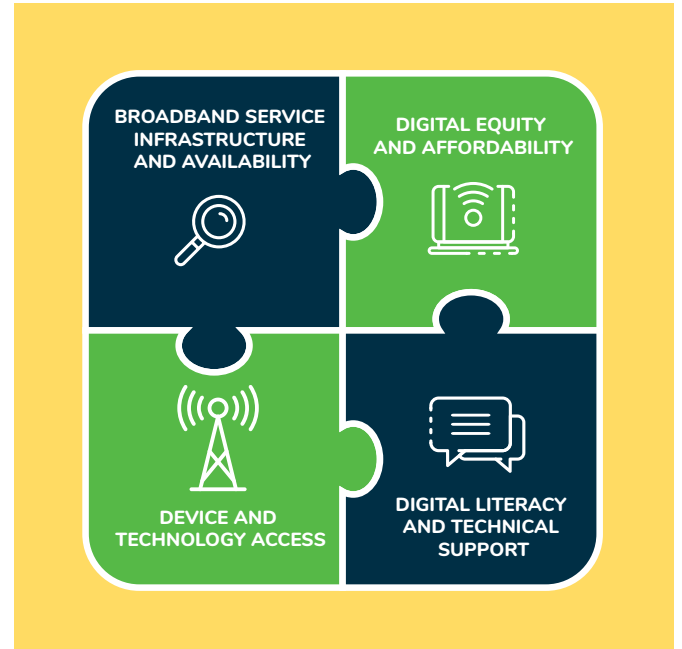 BROADBAND SERVICE
INFRASTRUCTURE
AND AVAILABILITY
DIGITAL EQUITY
AND AFFORDABILITY
DEVICE AND
TECHNOLOGY ACCESS
DIGITAL LITERACY
AND TECHNICAL
SUPPORT